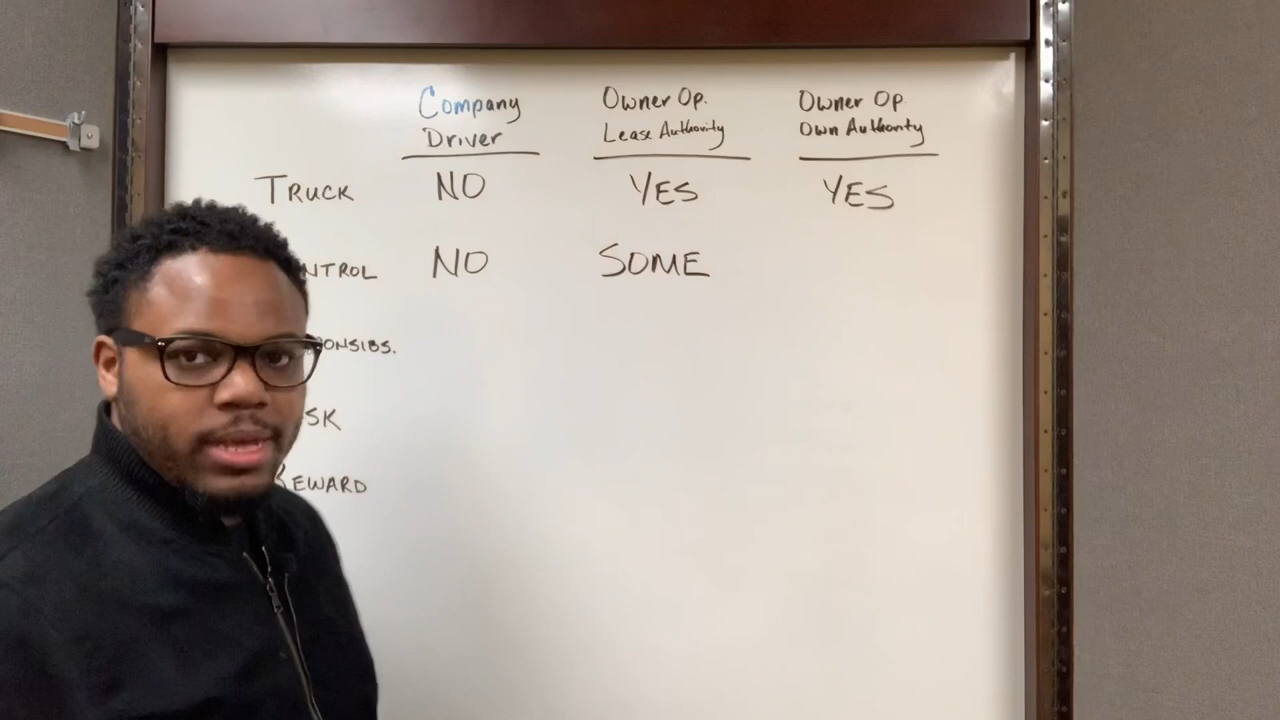 Company Driver
Owner Op. Lease Authority
Owner Op. Own Authority
TRUCK NO YES YES
NTROL NO SOME
ONSIBS.
SK
REWARD